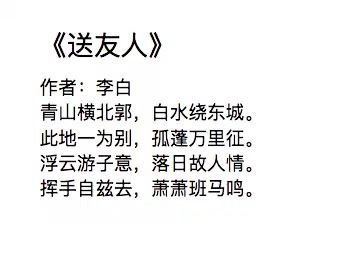 《送友人》
作者：李白
青山横北郭，白水绕东城。
此地一为别，孤蓬万里征。
浮云游子意，落日故人情。
挥手自兹去，萧萧班马鸣。